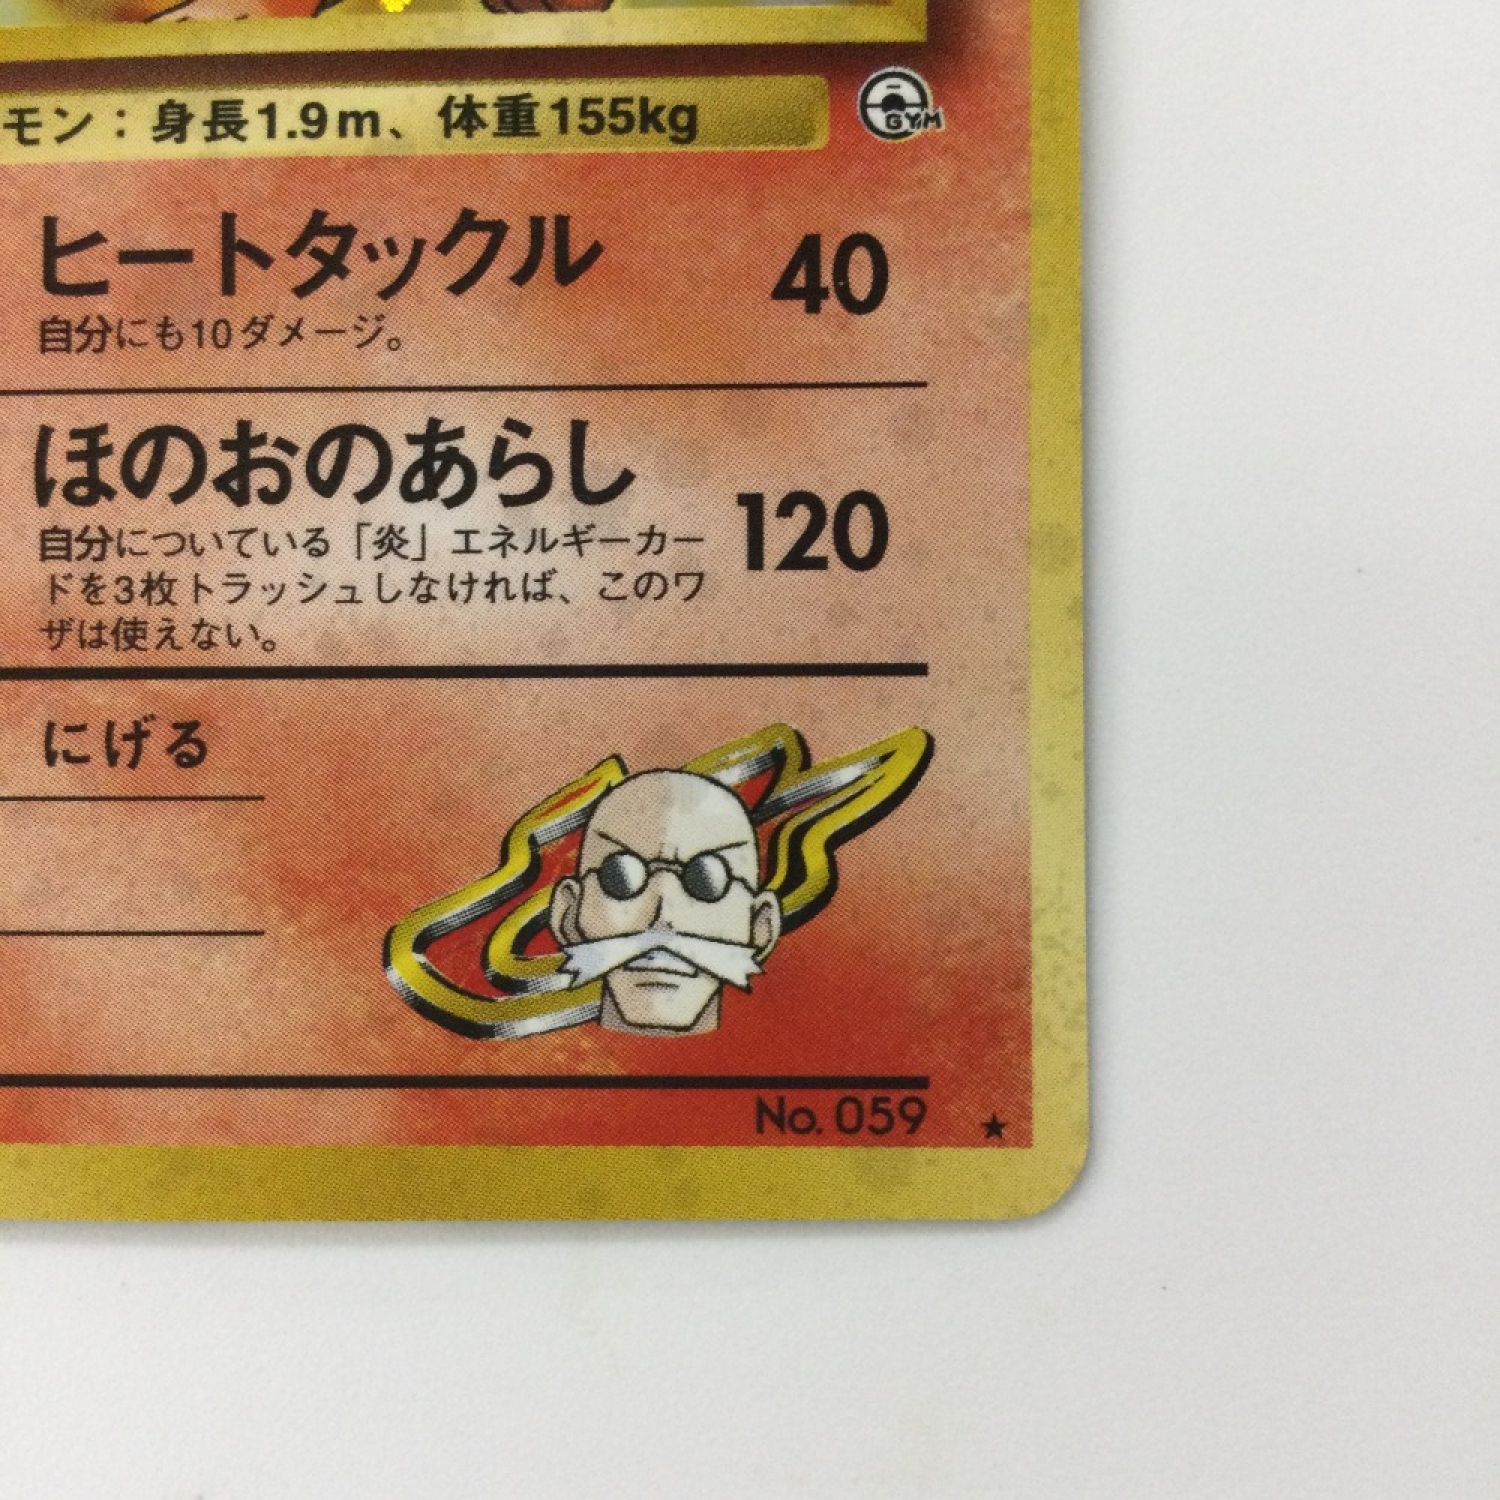 モン：身長1.9m、体重155kg
GYM
ヒートタックル 40
自分にも10ダメージ。
ほのおのあらし 120
自分についている「炎」エネルギーカー
ドを3枚トラッシュしなければ、このワ
ザは使えない。
にげる
No. 059 ★